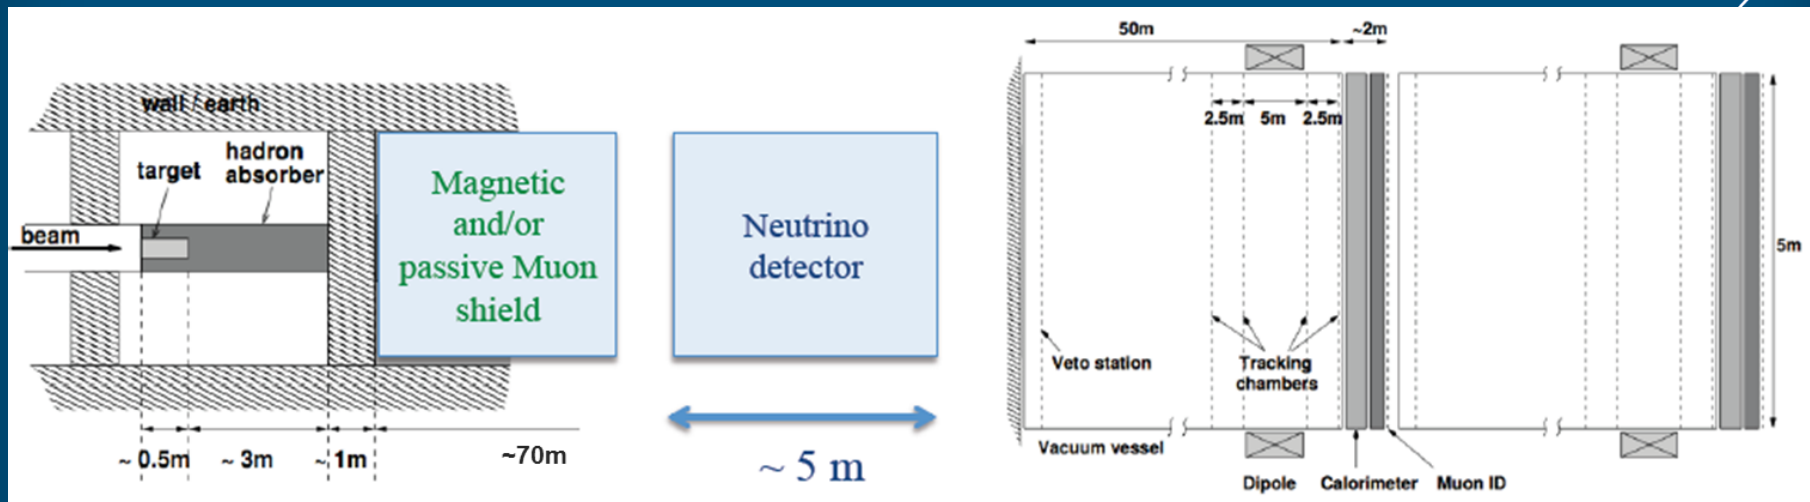 wall / earth
hadron
absorber
target
beam
~ 0.5m
~ 3m
~ 1m
~70m
Magnetic
and/or
passive Muon
shield
Neutrino
detector
~ 5 m
50m
~2m
2.5m
5m
2.5m
5m
Veto station
Tracking
chambers
Vacuum vessel
Dipole
Calorimeter
Muon ID